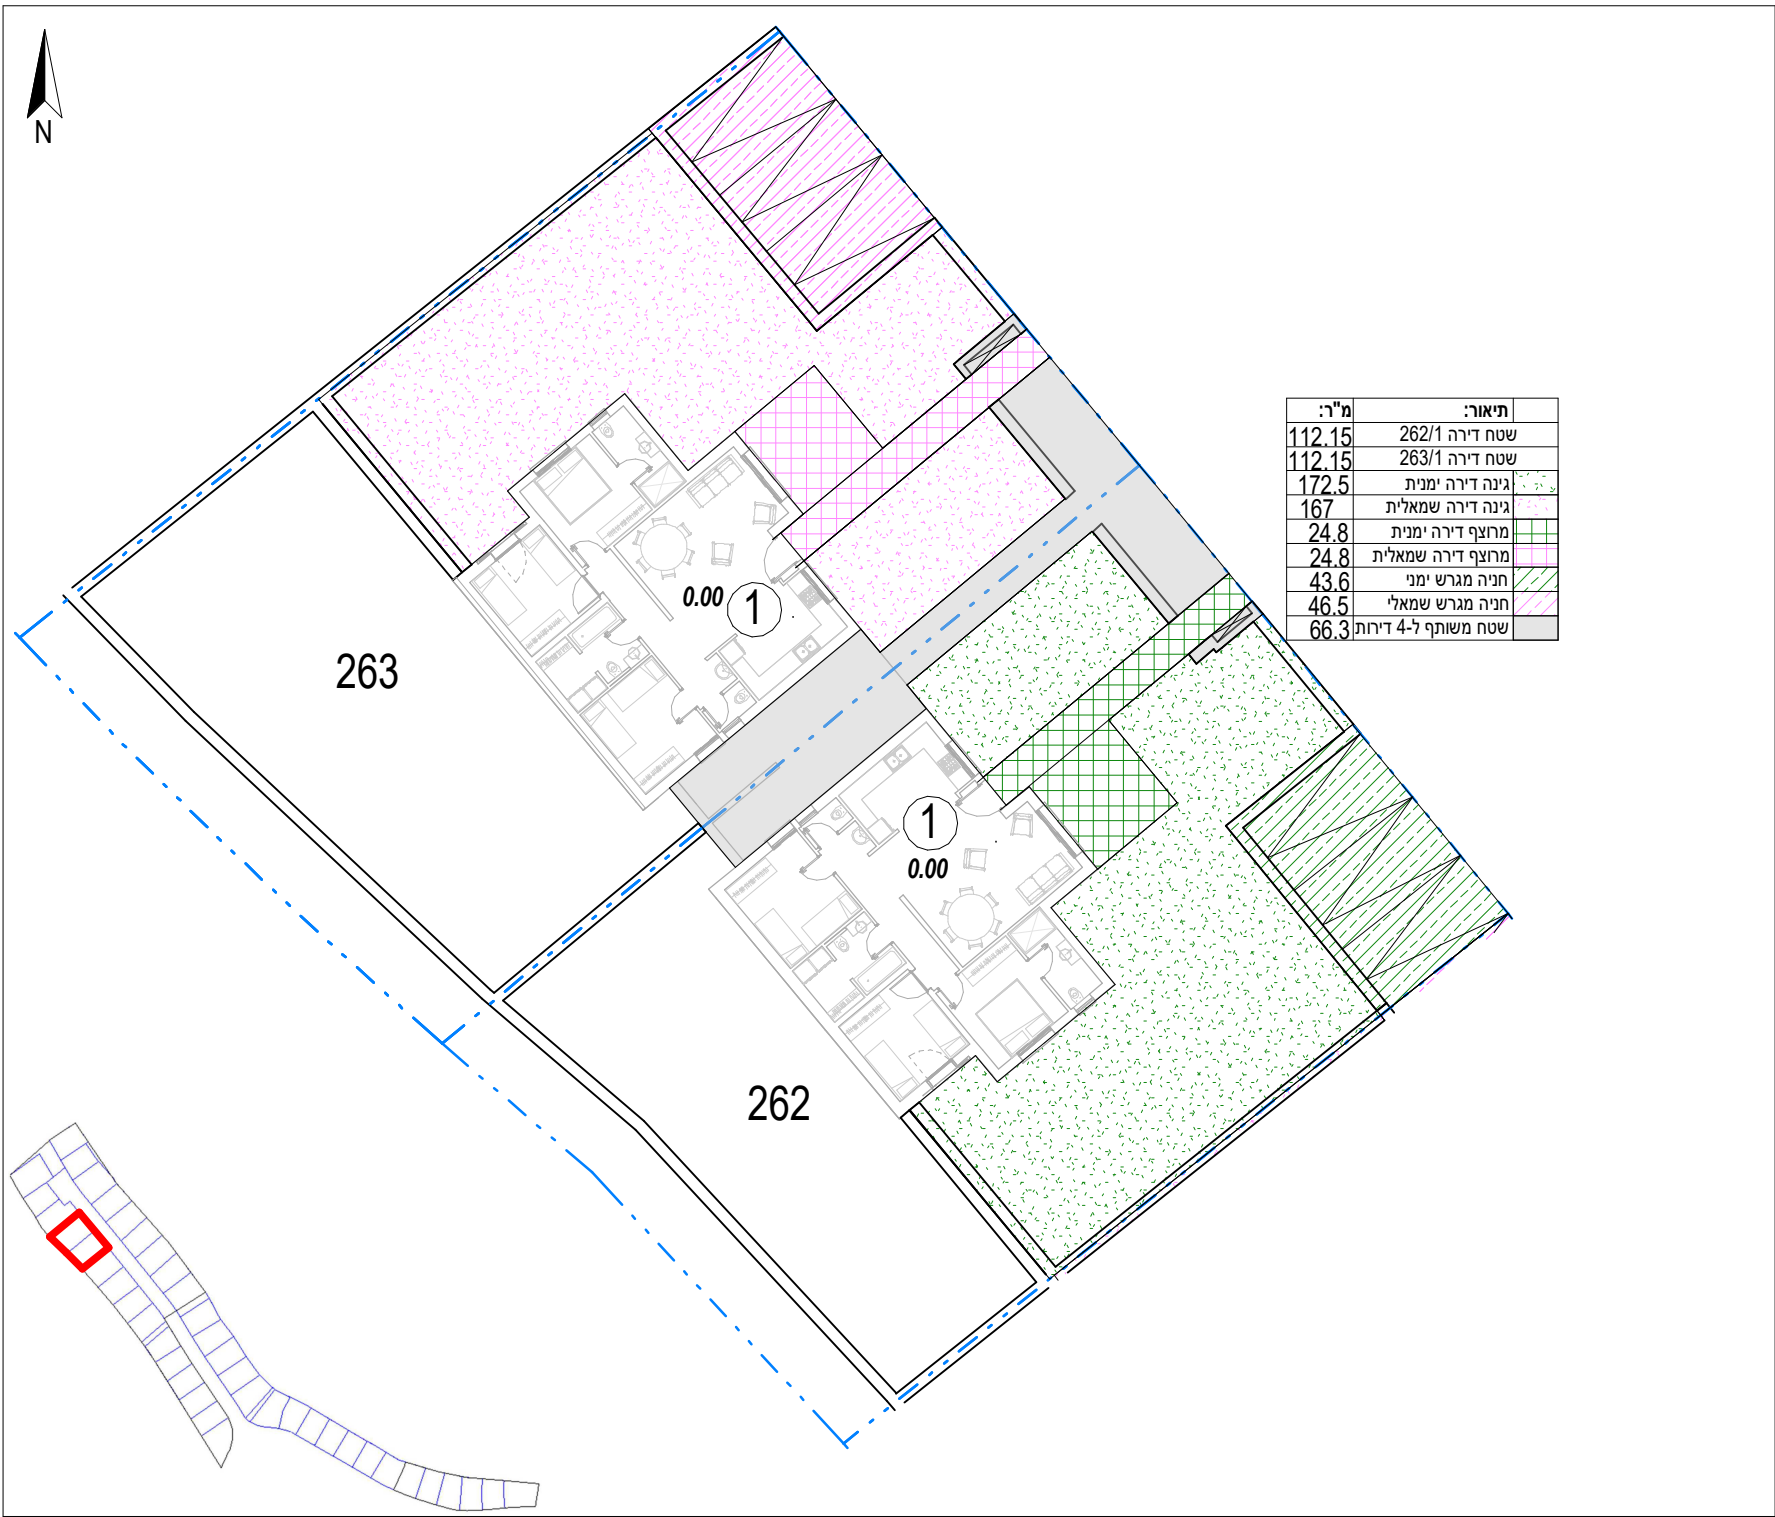 N
תיאור: מ"ר:
שטח דירה 262/1 112.15
שטח דירה 263/1 112.15
גינה דירה ימנית 172.5
גינה דירה שמאלית 167
מרוצף דירה ימנית 24.8
מרוצף דירה שמאלית 24.8
חניה מגרש ימני 43.6
חניה מגרש שמאלי 46.5
שטח משותף ל-4 דירות 66.3
0.00 1
263
1
0.00
262